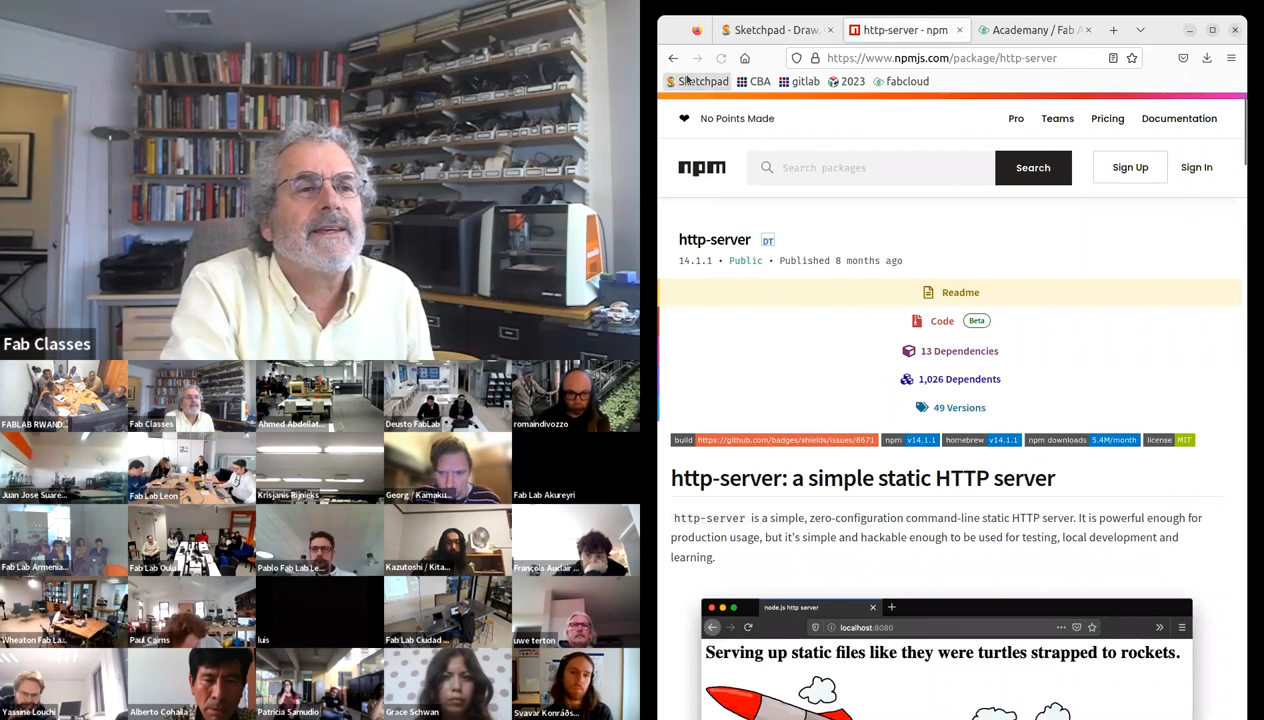 Fab Classes
FABLAB RWAND...
Fab Classes
Ahmed Abdellat...
Deusto FabLab
romaindivozzo
Juan Jose Suare...
Fab Lab Leon
Krisjanis Rijnieks
Georg / Kamaku...
Fab Lab Akureyri
Fab Lab Armenia...
Fab Lab Oulu
Pablo Fab Lab Le...
Kazutoshi / Kita...
François Auclair ...
Wheaton Fab La...
Paul Cairns
luis
Fab Lab Ciudad ...
uwe terton
Yassine Louchi
Alberto Cohaila
Patricia Samudio
Grace Schwan
Svavar Konráðs...
Sketchpad - Draw,
http-server - npm
Academany / Fab A
https://www.npmjs.com/package/http-server
Sketchpad
CBA
gitlab
2023
fabcloud
❤ No Points Made
Pro Teams Pricing Documentation
npm
Search packages
Search
Sign Up
Sign In
http-server DT
14.1.1 • Public • Published 8 months ago
Readme
Code Beta
13 Dependencies
1,026 Dependents
49 Versions
build https://github.com/badges/shields/issues/8671 npm v14.1.1 homebrew v14.1.1 npm downloads 5.4M/month license MIT
http-server: a simple static HTTP server
http-server is a simple, zero-configuration command-line static HTTP server. It is powerful enough for
production usage, but it's simple and hackable enough to be used for testing, local development and
learning.
node.js http server
localhost:8080
Serving up static files like they were turtles strapped to rockets.